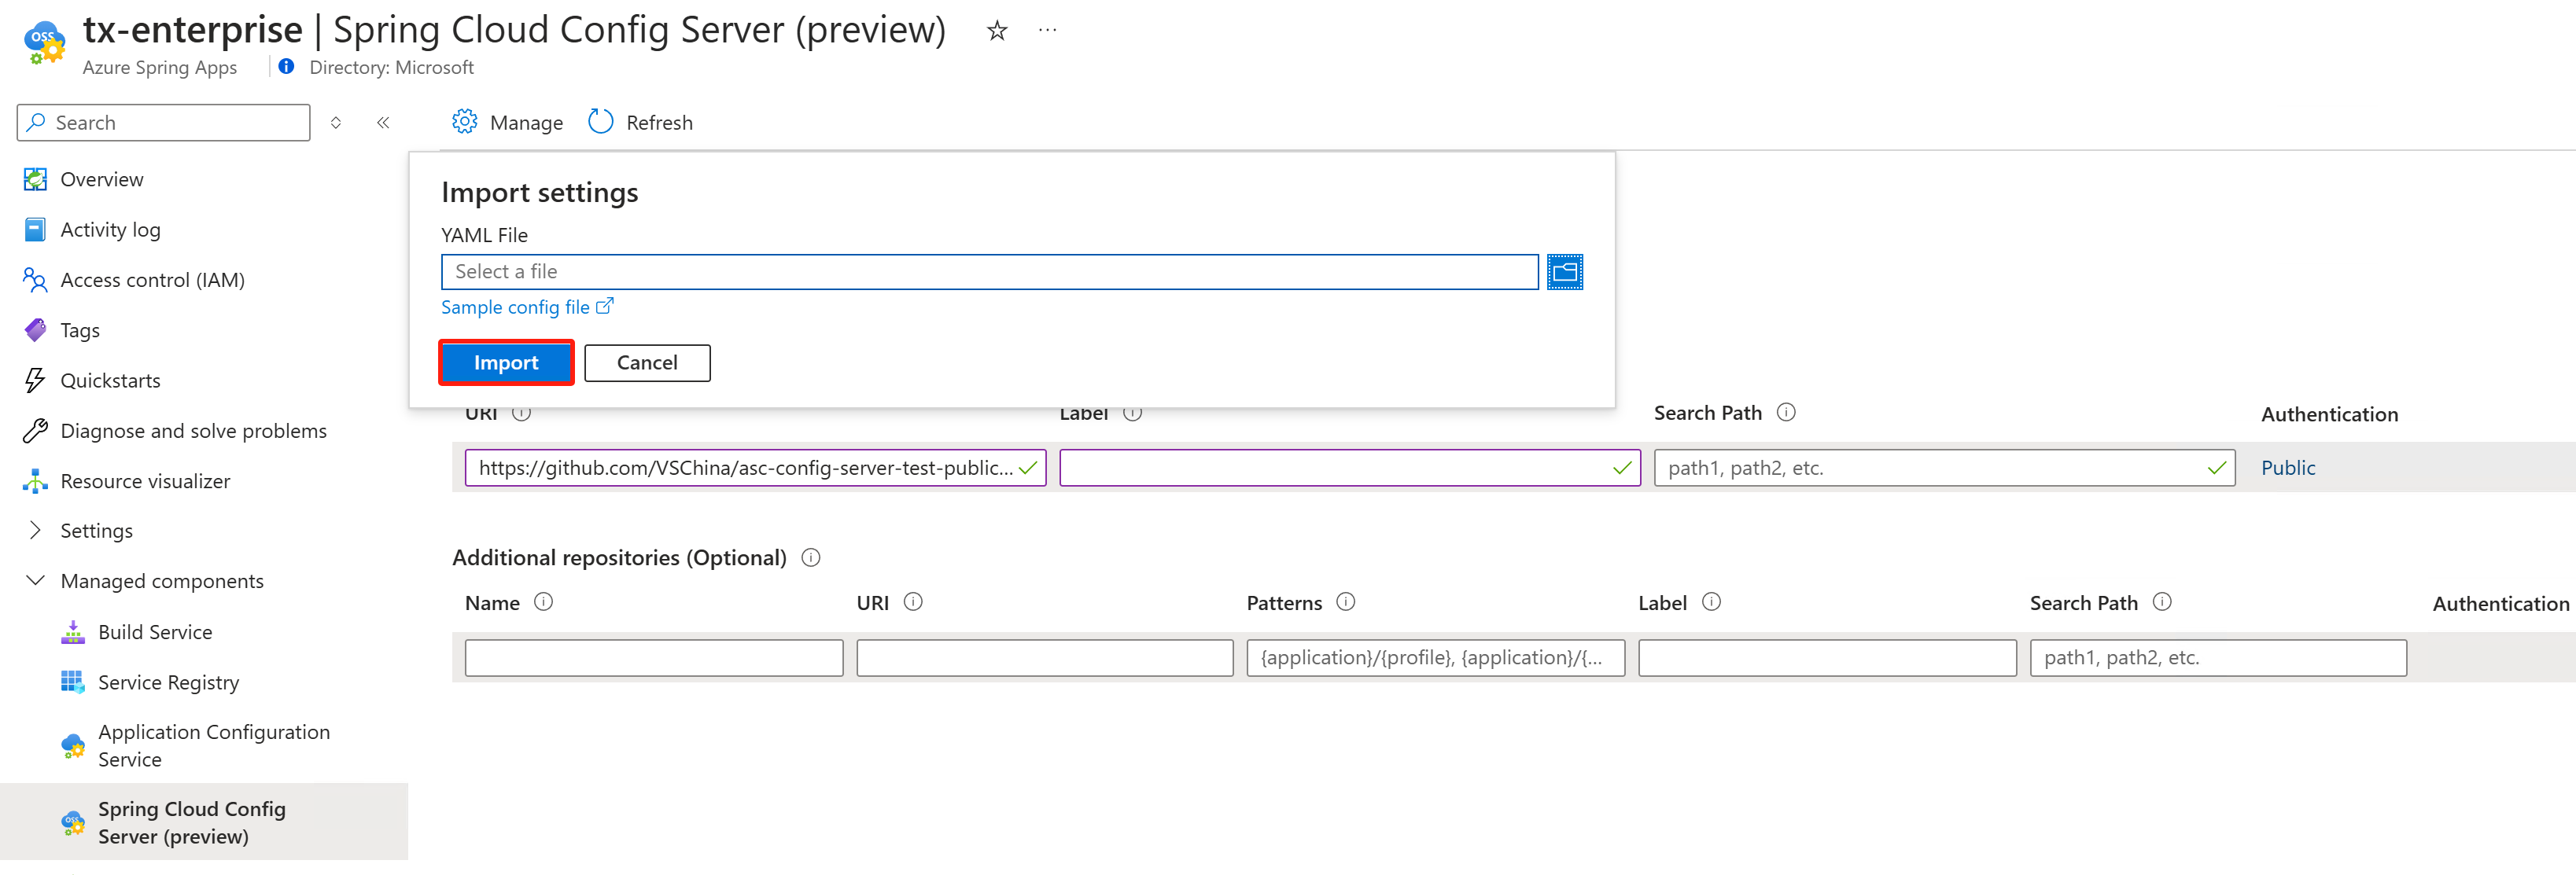 tx-enterprise | Spring Cloud Config Server (preview)
Azure Spring Apps
Directory: Microsoft
Search
Manage
Refresh
Overview
Activity log
Access control (IAM)
Tags
Quickstarts
Diagnose and solve problems
Resource visualizer
Settings
Managed components
Build Service
Service Registry
Application Configuration
Service
Spring Cloud Config
Server (preview)
Import settings
YAML File
Select a file
Sample config file
Import
Cancel
URI
Label
Search Path
Authentication
https://github.com/VSChina/asc-config-server-test-public...
path1, path2, etc.
Public
Additional repositories (Optional)
Name
URI
Patterns
Label
Search Path
Authentication
{application}/{profile}, {application}/{...
path1, path2, etc.